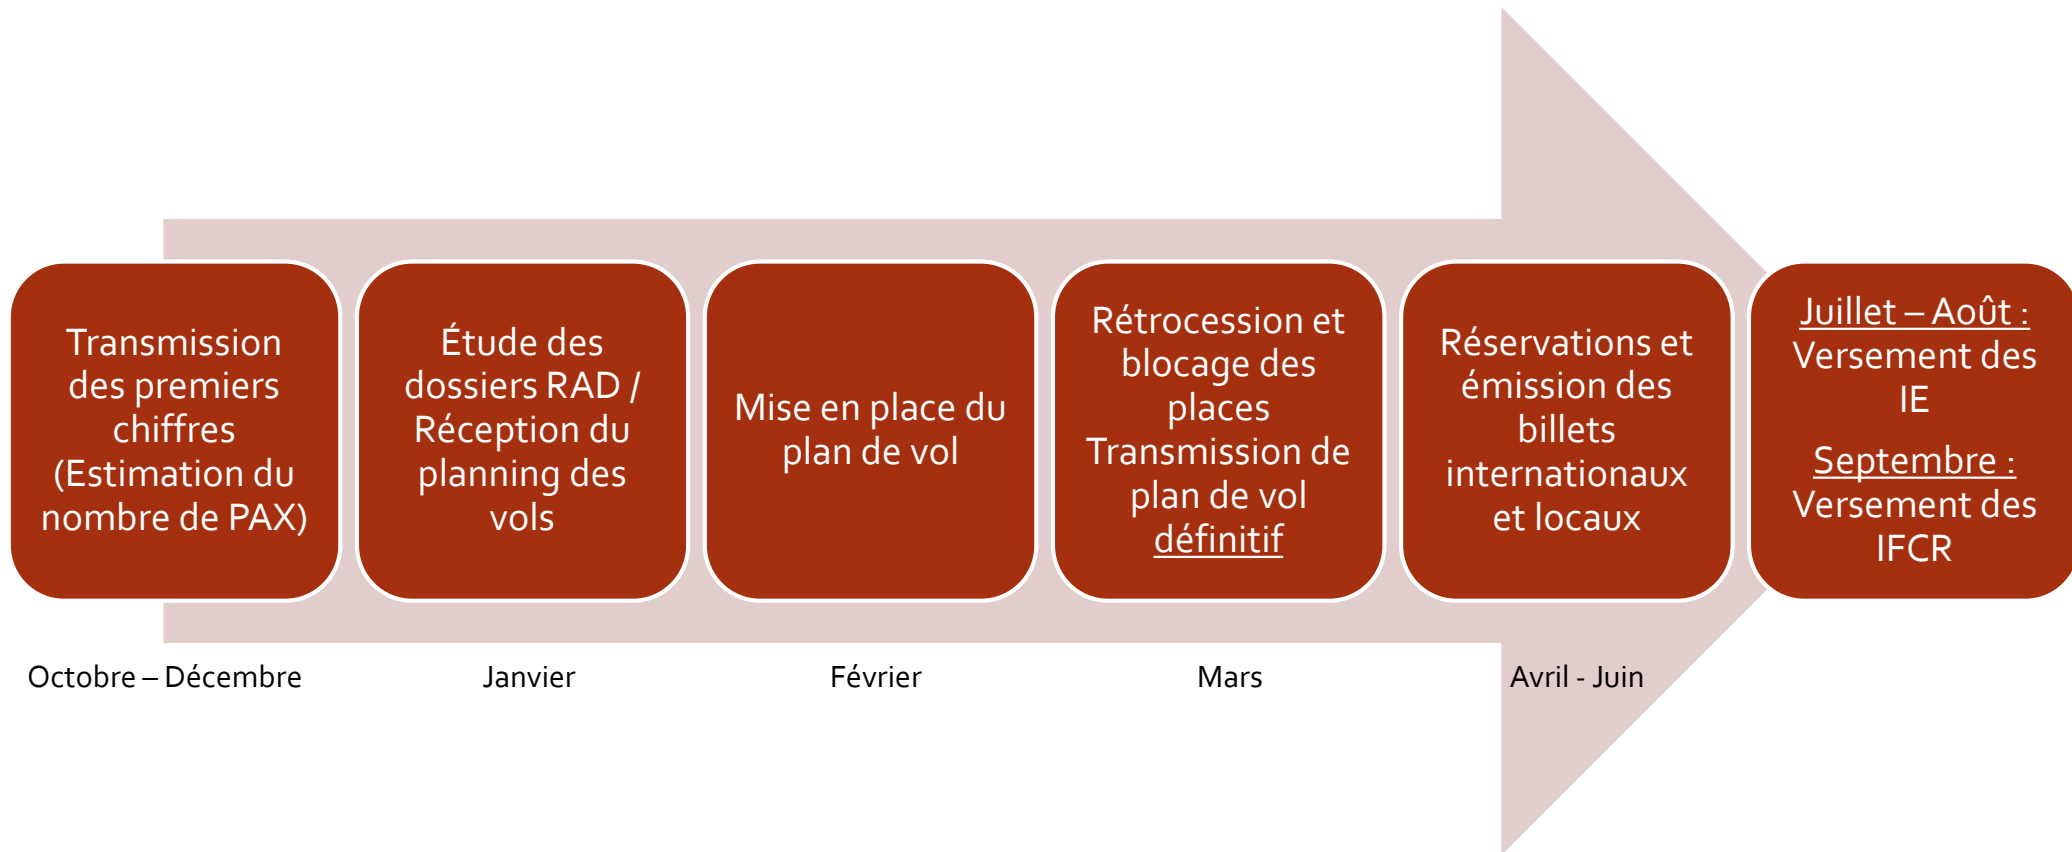 Transmission
des premiers
chiffres
(Estimation du
nombre de PAX)
Étude des
dossiers RAD /
Réception du
planning des
vols
Mise en place du
plan de vol
Rétrocession et
blocage des
places
Transmission de
plan de vol
définitif
Réservations et
émission des
billets
internationaux
et locaux
Juillet – Août :
Versement des
IE
Septembre :
Versement des
IFCR
Octobre – Décembre
Janvier
Février
Mars
Avril - Juin